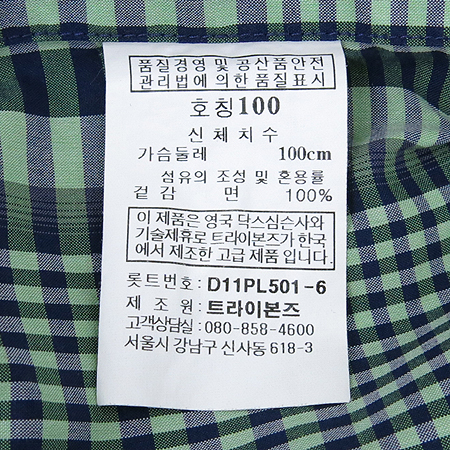 품질경영 및 공산품안전
관리법에 의한 품질표시
호칭100
신체치수
가슴둘레 100cm
섬유의 조성 및 혼용률
겉감 면 100%
이 제품은 영국 닥스심슨사와
기술제휴로 트라이본즈가 한국
에서 제조한 고급 제품 입니다.
롯트번호: D11PL501-6
제조원: 트라이본즈
고객상담실: 080-858-4600
서울시 강남구 신사동 618-3